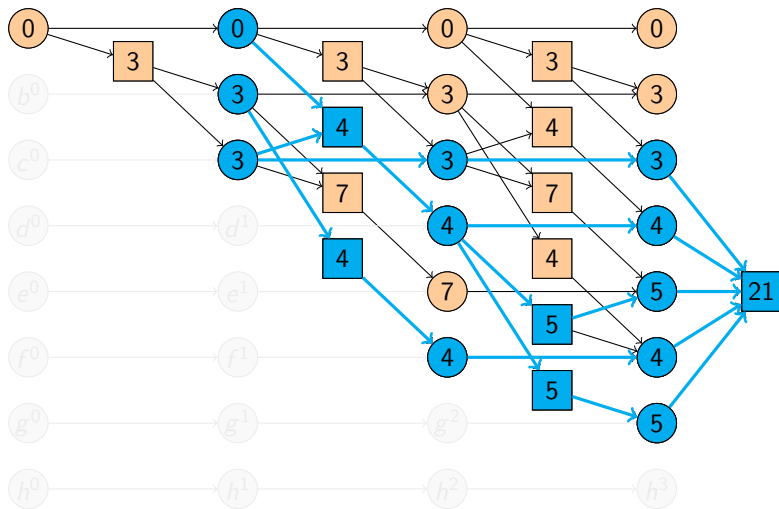 0 0 0 0
3 3 3
b⁰ 3 3 3
4 4
c⁰ 3 3 3
7 7
d⁰ d¹ 4 4
4 4
e⁰ e¹ 7 5 21
5
f⁰ f¹ 4 4
5
g⁰ g¹ g² 5
h⁰ h¹ h² h³